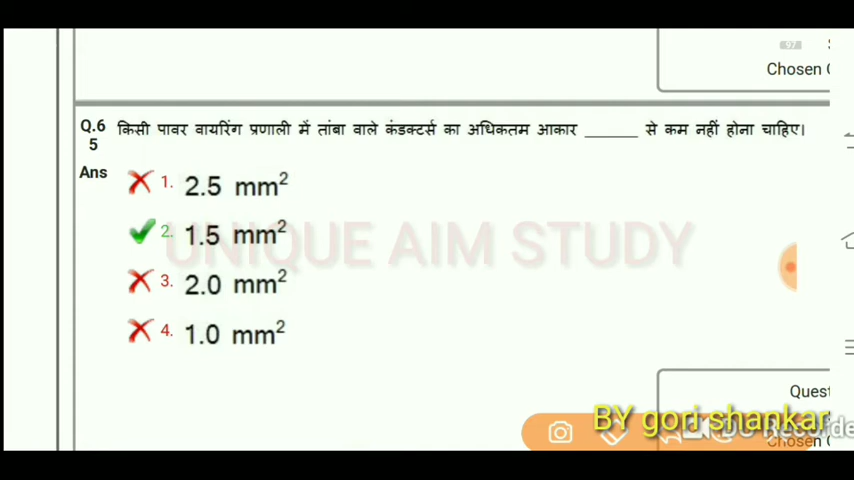 97
Chosen
Q.6 किसी पावर वायरिंग प्रणाली में तांबा वाले कंडक्टर्स का अधिकतम आकार ______ से कम नहीं होना चाहिए।
5
Ans
1. 2.5 mm²
2. 1.5 mm²
UNIQUE AIM STUDY
3. 2.0 mm²
4. 1.0 mm²
Quest
BY gori shankar
Chosen